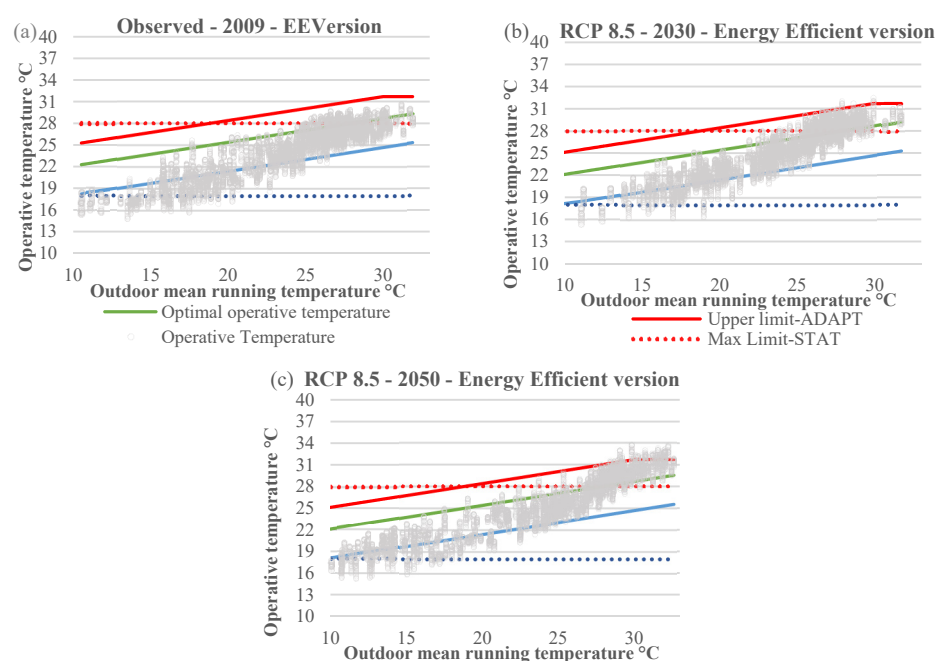 (a) Observed - 2009 - EEVersion
Operative temperature °C
40
37
34
31
28
25
22
19
16
13
10
10 15 20 25 30
Outdoor mean running temperature °C
Optimal operative temperature
Operative Temperature
(b) RCP 8.5 - 2030 - Energy Efficient version
Operative temperature °C
40
37
34
31
28
25
22
19
16
13
10
10 15 20 25 30
Outdoor mean running temperature °C
Upper limit-ADAPT
Max Limit-STAT
(c) RCP 8.5 - 2050 - Energy Efficient version
Operative temperature °C
40
37
34
31
28
25
22
19
16
13
10
10 15 20 25 30
Outdoor mean running temperature °C